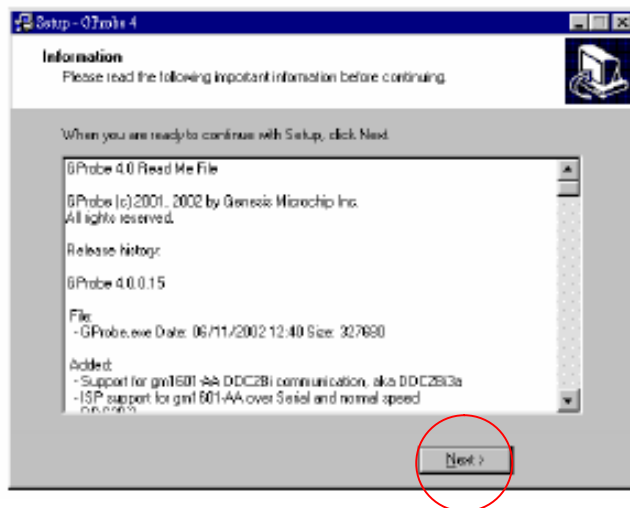 Setup - GProbe 4
Information
Please read the following important information before continuing.
When you are ready to continue with Setup, click Next.
GProbe 4.0 Read Me File
GProbe (c) 2001, 2002 by Genesis Microchip Inc.
All rights reserved.
Release history:
GProbe 4.0.0.15
File:
- GProbe.exe Date: 06/11/2002 12:40 Size: 327680
Added:
- Support for gm1601-AA DDC2Bi communication, aka DDC2Bi3a
- ISP support for gm1601-AA over Serial and normal speed
Next >